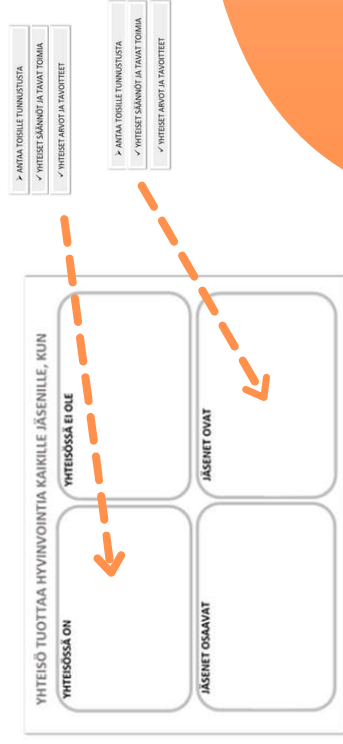 YHTEISÖ TUOTTAA HYVINVOINTIA KAIKILLE JÄSENILLE, KUN
YHTEISÖSSÄ ON
YHTEISÖSSÄ EI OLE
JÄSENET OSAAVAT
JÄSENET OVAT
➢ ANTAA TOISILLE TUNNUSTUSTA
✓ YHTEISET SÄÄNNÖT JA TAVAT TOIMIA
✓ YHTEISET ARVOT JA TAVOITTEET
➢ ANTAA TOISILLE TUNNUSTUSTA
✓ YHTEISET SÄÄNNÖT JA TAVAT TOIMIA
✓ YHTEISET ARVOT JA TAVOITTEET